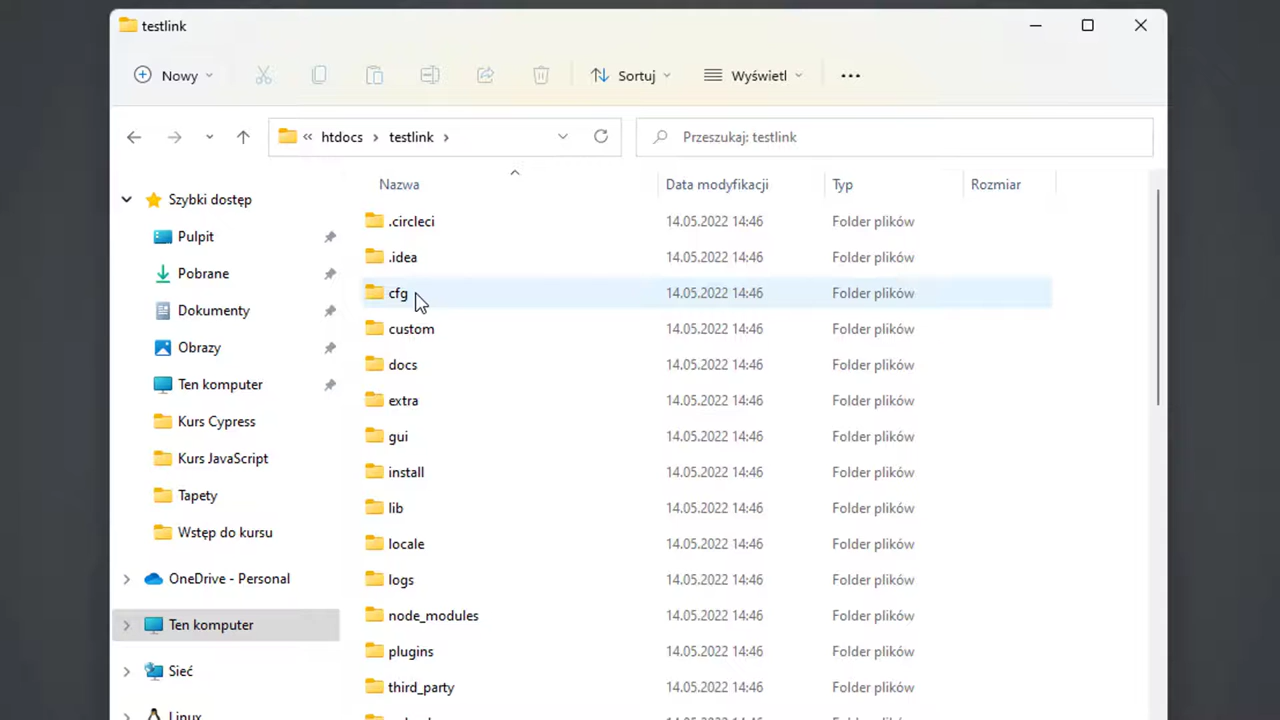 testlink
Nowy
Sortuj
Wyświetl
htdocs
testlink
Przeszukaj: testlink
Nazwa Data modyfikacji Typ Rozmiar
Szybki dostęp
Pulpit
Pobrane
Dokumenty
Obrazy
Ten komputer
Kurs Cypress
Kurs JavaScript
Tapety
Wstęp do kursu
OneDrive - Personal
Ten komputer
Sieć
Linux
.circleci 14.05.2022 14:46 Folder plików
.idea 14.05.2022 14:46 Folder plików
cfg 14.05.2022 14:46 Folder plików
custom 14.05.2022 14:46 Folder plików
docs 14.05.2022 14:46 Folder plików
extra 14.05.2022 14:46 Folder plików
gui 14.05.2022 14:46 Folder plików
install 14.05.2022 14:46 Folder plików
lib 14.05.2022 14:46 Folder plików
locale 14.05.2022 14:46 Folder plików
logs 14.05.2022 14:46 Folder plików
node_modules 14.05.2022 14:46 Folder plików
plugins 14.05.2022 14:46 Folder plików
third_party 14.05.2022 14:46 Folder plików